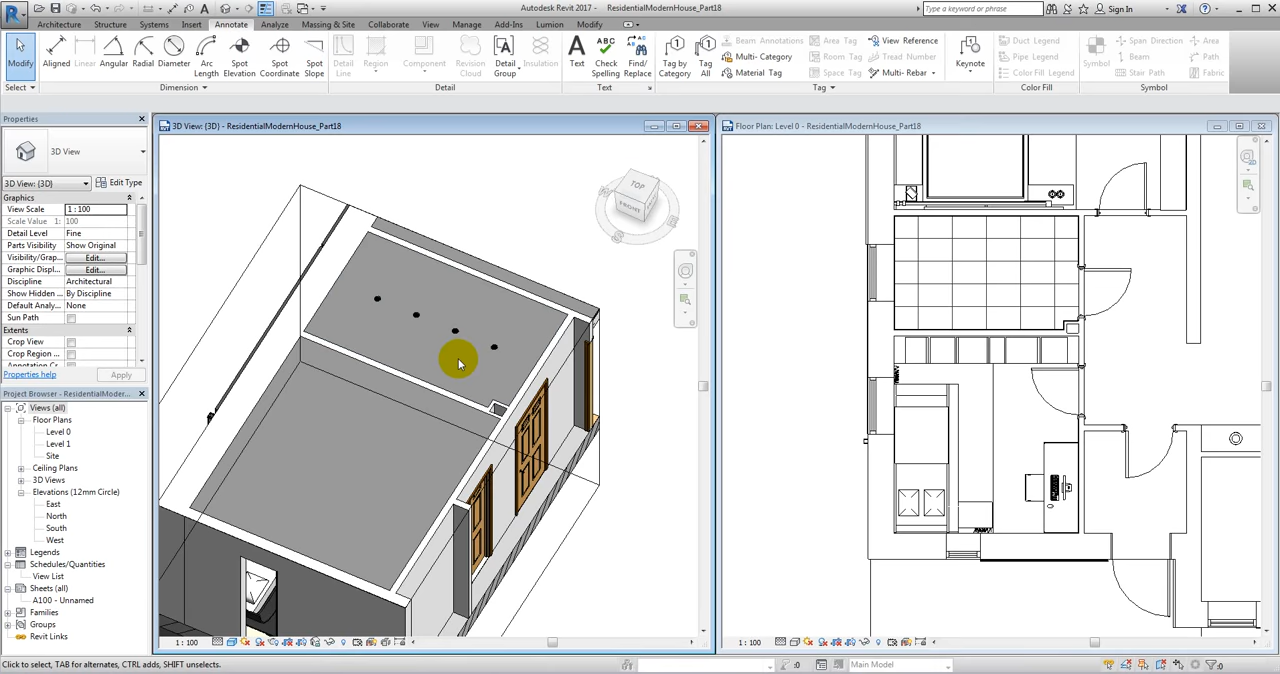 Autodesk Revit 2017 - ResidentialModernHouse_Part18
Type a keyword or phrase
Sign In
Architecture Structure Systems Insert Annotate Analyze Massing & Site Collaborate View Manage Add-Ins Lumion Modify
Modify
Aligned Linear Angular Radial Diameter Arc Length Spot Elevation Spot Coordinate Spot Slope
Detail Line Region Component Revision Cloud Detail Group Insulation
Text Check Spelling Find/ Replace
Tag by Category Tag All
Beam Annotations Area Tag View Reference
Multi- Category Space Tag Tread Number
Material Tag Room Tag Multi- Rebar
Keynote
Duct Legend
Pipe Legend
Color Fill Legend
Symbol
Span Direction Area
Beam Path
Stair Path Fabric
Select Dimension Detail Text Tag Color Fill Symbol
Properties
3D View
3D View: {3D} Edit Type
Graphics
View Scale 1 : 100
Scale Value 1: 100
Detail Level Fine
Parts Visibility Show Original
Visibility/Grap... Edit...
Graphic Displ... Edit...
Discipline Architectural
Show Hidden ... By Discipline
Default Analy... None
Sun Path
Extents
Crop View
Crop Region ...
Annotation C...
Properties help Apply
Project Browser - ResidentialModer...
Views (all)
Floor Plans
Level 0
Level 1
Site
Ceiling Plans
3D Views
Elevations (12mm Circle)
East
North
South
West
Legends
Schedules/Quantities
View List
Sheets (all)
A100 - Unnamed
Families
Groups
Revit Links
3D View: {3D} - ResidentialModernHouse_Part18
TOP
FRONT
1 : 100
Floor Plan: Level 0 - ResidentialModernHouse_Part18
1 : 100
Click to select, TAB for alternates, CTRL adds, SHIFT unselects.
:0
Main Model
:0